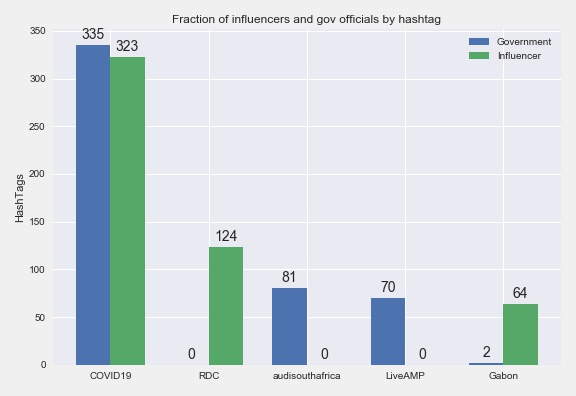 Fraction of influencers and gov officials by hashtag
Government
Influencer
HashTags
350
300
250
200
150
100
50
0
335
323
0
124
81
0
70
0
2
64
COVID19
RDC
audisouthafrica
LiveAMP
Gabon